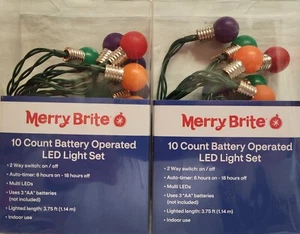 Merry Brite
10 Count Battery Operated
LED Light Set
• 2 Way switch: on / off
• Auto-timer: 6 hours on - 18 hours off
• Multi LEDs
• Uses 3 "AA" batteries
(not included)
• Lighted length: 3.75 ft (1.14 m)
• Indoor use
Merry Brite
10 Count Battery Operated
LED Light Set
• 2 Way switch: on / off
• Auto-timer: 6 hours on - 18 hours off
• Multi LEDs
• Uses 3 "AA" batteries
(not included)
• Lighted length: 3.75 ft (1.14 m)
• Indoor use